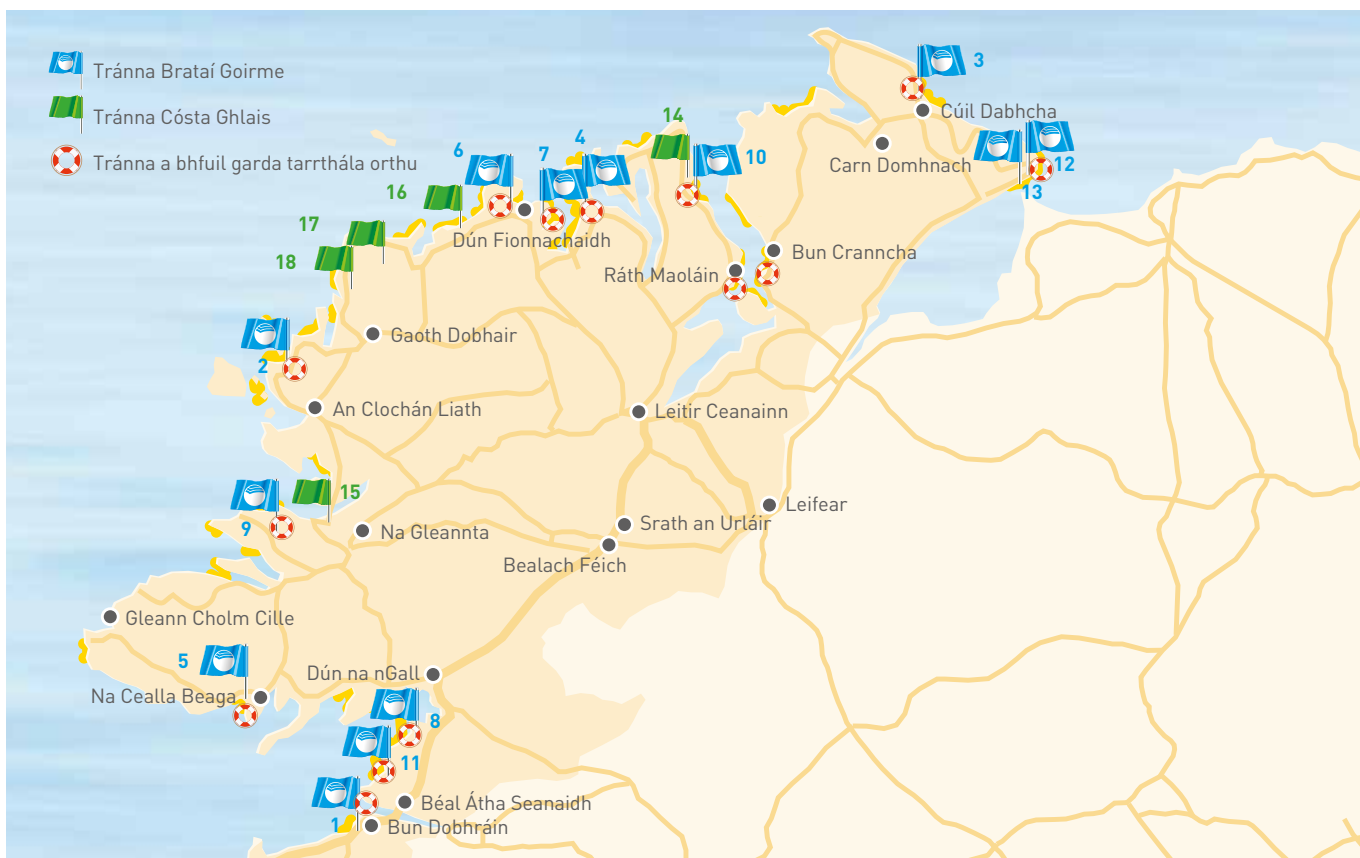 Tránna Brataí Goirme
Tránna Cósta Ghlais
Tránna a bhfuil garda tarrthála orthu
3
Cúil Dabhcha
Carn Domhnach
12
13
14
10
4
7
6
16
17
18
Dún Fionnachaidh
Bun Cranncha
Ráth Maoláin
Gaoth Dobhair
2
An Clochán Liath
Leitir Ceanainn
15
9
Na Gleannta
Leifear
Srath an Urláir
Bealach Féich
Gleann Cholm Cille
5
Na Cealla Beaga
Dún na nGall
8
11
Béal Átha Seanaidh
1
Bun Dobhráin